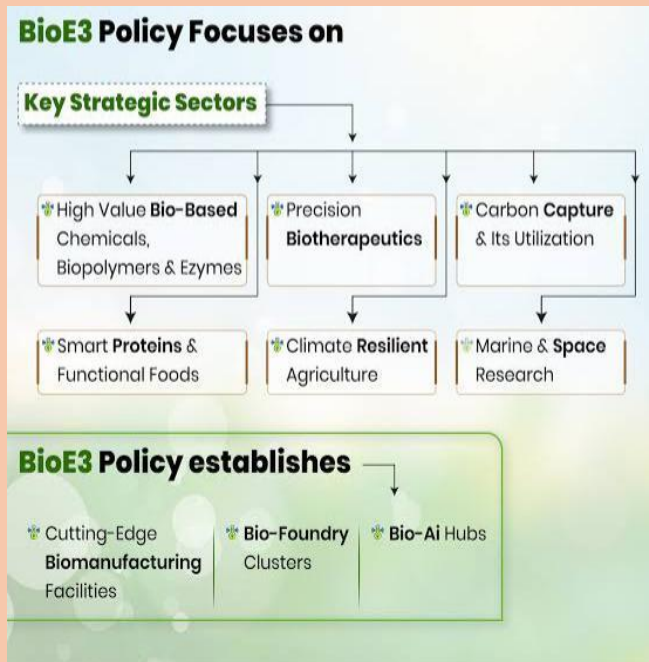 BioE3 Policy Focuses on
Key Strategic Sectors
High Value Bio-Based
Chemicals,
Biopolymers & Ezymes
Precision
Biotherapeutics
Carbon Capture
& Its Utilization
Smart Proteins &
Functional Foods
Climate Resilient
Agriculture
Marine & Space
Research
BioE3 Policy establishes
Cutting-Edge
Biomanufacturing
Facilities
Bio-Foundry
Clusters
Bio-Ai Hubs